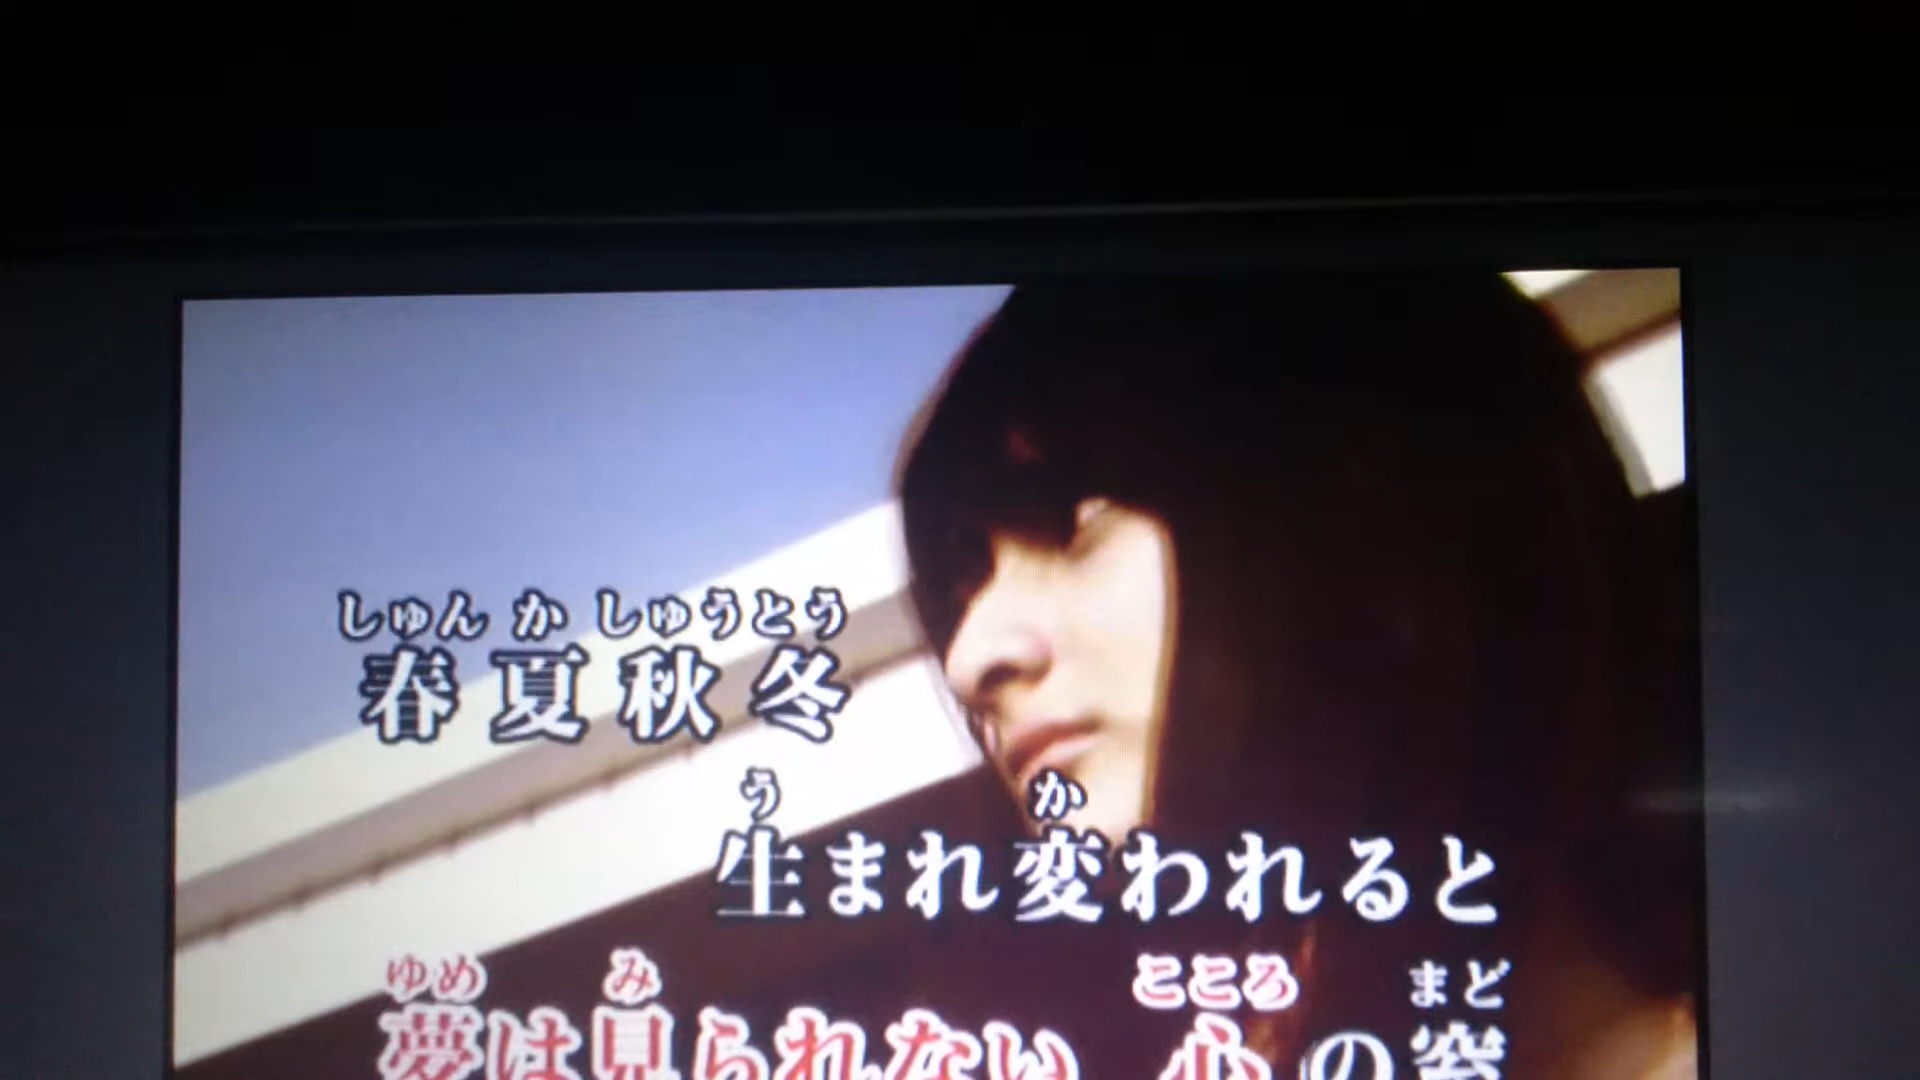 しゅん か しゅうとう
春夏秋冬
う か
生まれ変われると
ゆめ み こころ まど
夢は見られない 心の窓